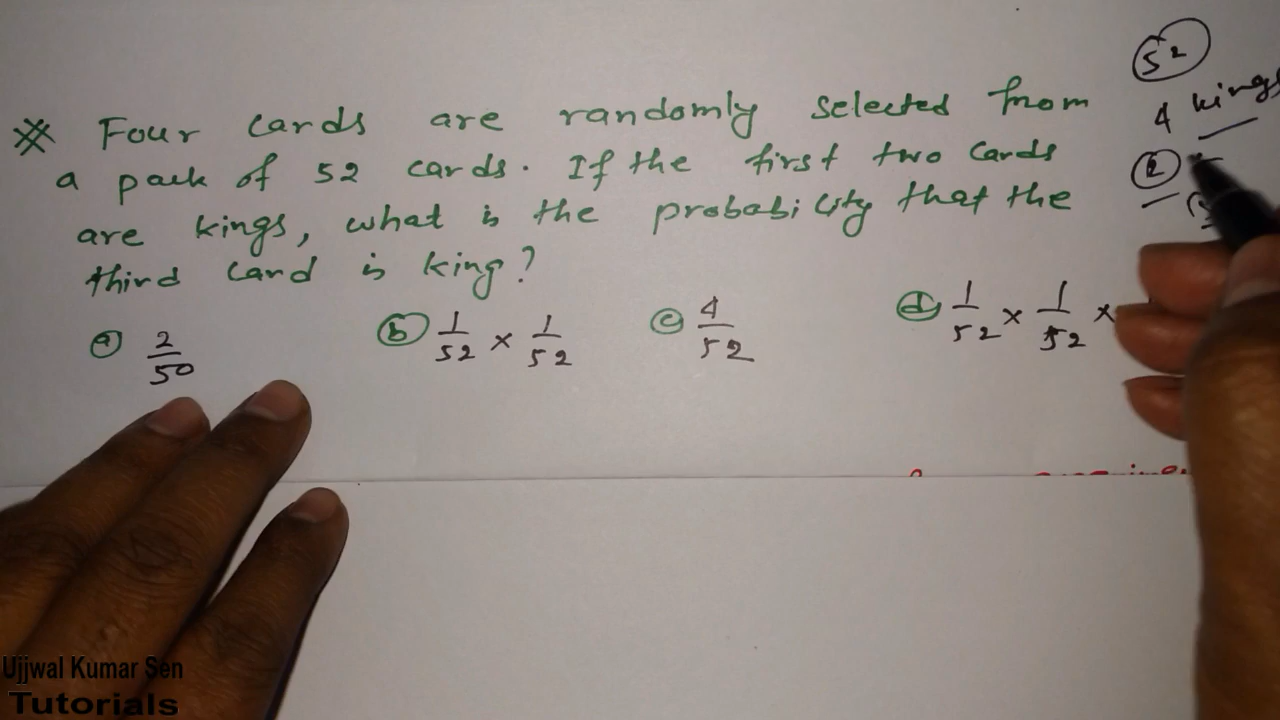 ※ Four cards are randomly selected from
a pack of 52 cards. If the first two cards
are kings, what is the probability that the
third card is king?
ⓐ 2/50 ⓑ 1/52 × 1/52 ⓒ 4/52 ⓓ 1/52 × 1/52 ×
52
4 kings
2
Ujjwal Kumar Sen
Tutorials